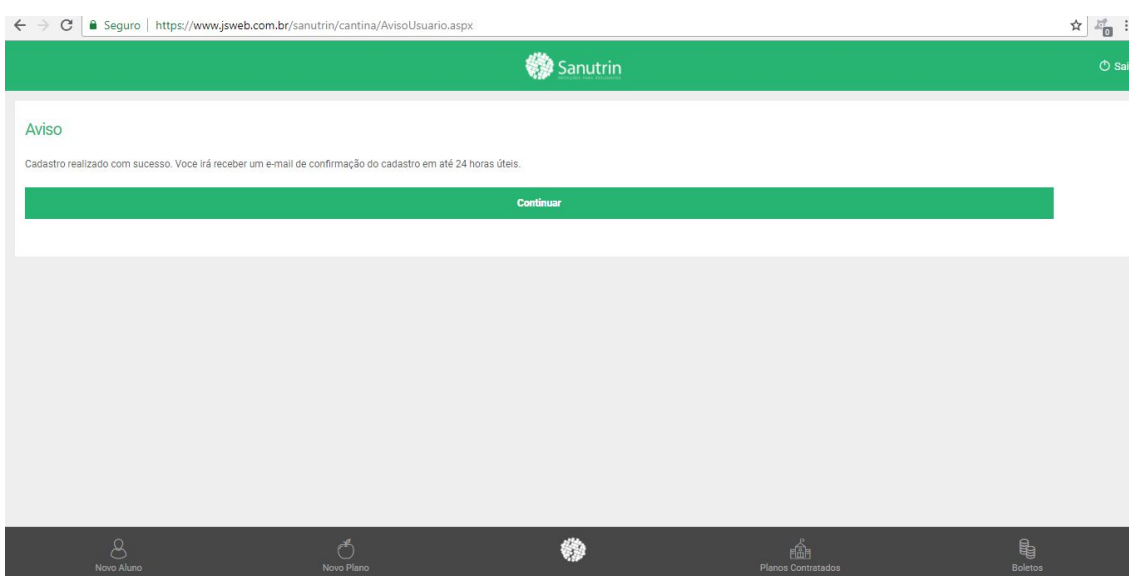 Seguro | https://www.jsweb.com.br/sanutrin/cantina/AvisoUsuario.aspx
0
Sanutrin
Sai
Aviso
Cadastro realizado com sucesso. Voce irá receber um e-mail de confirmação do cadastro em até 24 horas úteis.
Continuar
Novo Aluno
Novo Plano
Planos Contratados
Boletos